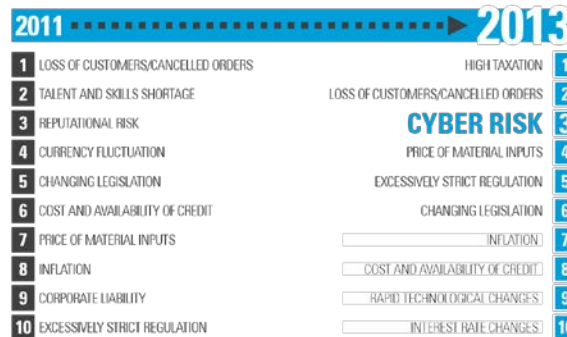 2011 2013
1 LOSS OF CUSTOMERS/CANCELLED ORDERS HIGH TAXATION 1
2 TALENT AND SKILLS SHORTAGE LOSS OF CUSTOMERS/CANCELLED ORDERS 2
3 REPUTATIONAL RISK CYBER RISK 3
4 CURRENCY FLUCTUATION PRICE OF MATERIAL INPUTS 4
5 CHANGING LEGISLATION EXCESSIVELY STRICT REGULATION 5
6 COST AND AVAILABILITY OF CREDIT CHANGING LEGISLATION 6
7 PRICE OF MATERIAL INPUTS INFLATION 7
8 INFLATION COST AND AVAILABILITY OF CREDIT 8
9 CORPORATE LIABILITY RAPID TECHNOLOGICAL CHANGES 9
10 EXCESSIVELY STRICT REGULATION INTEREST RATE CHANGES 10